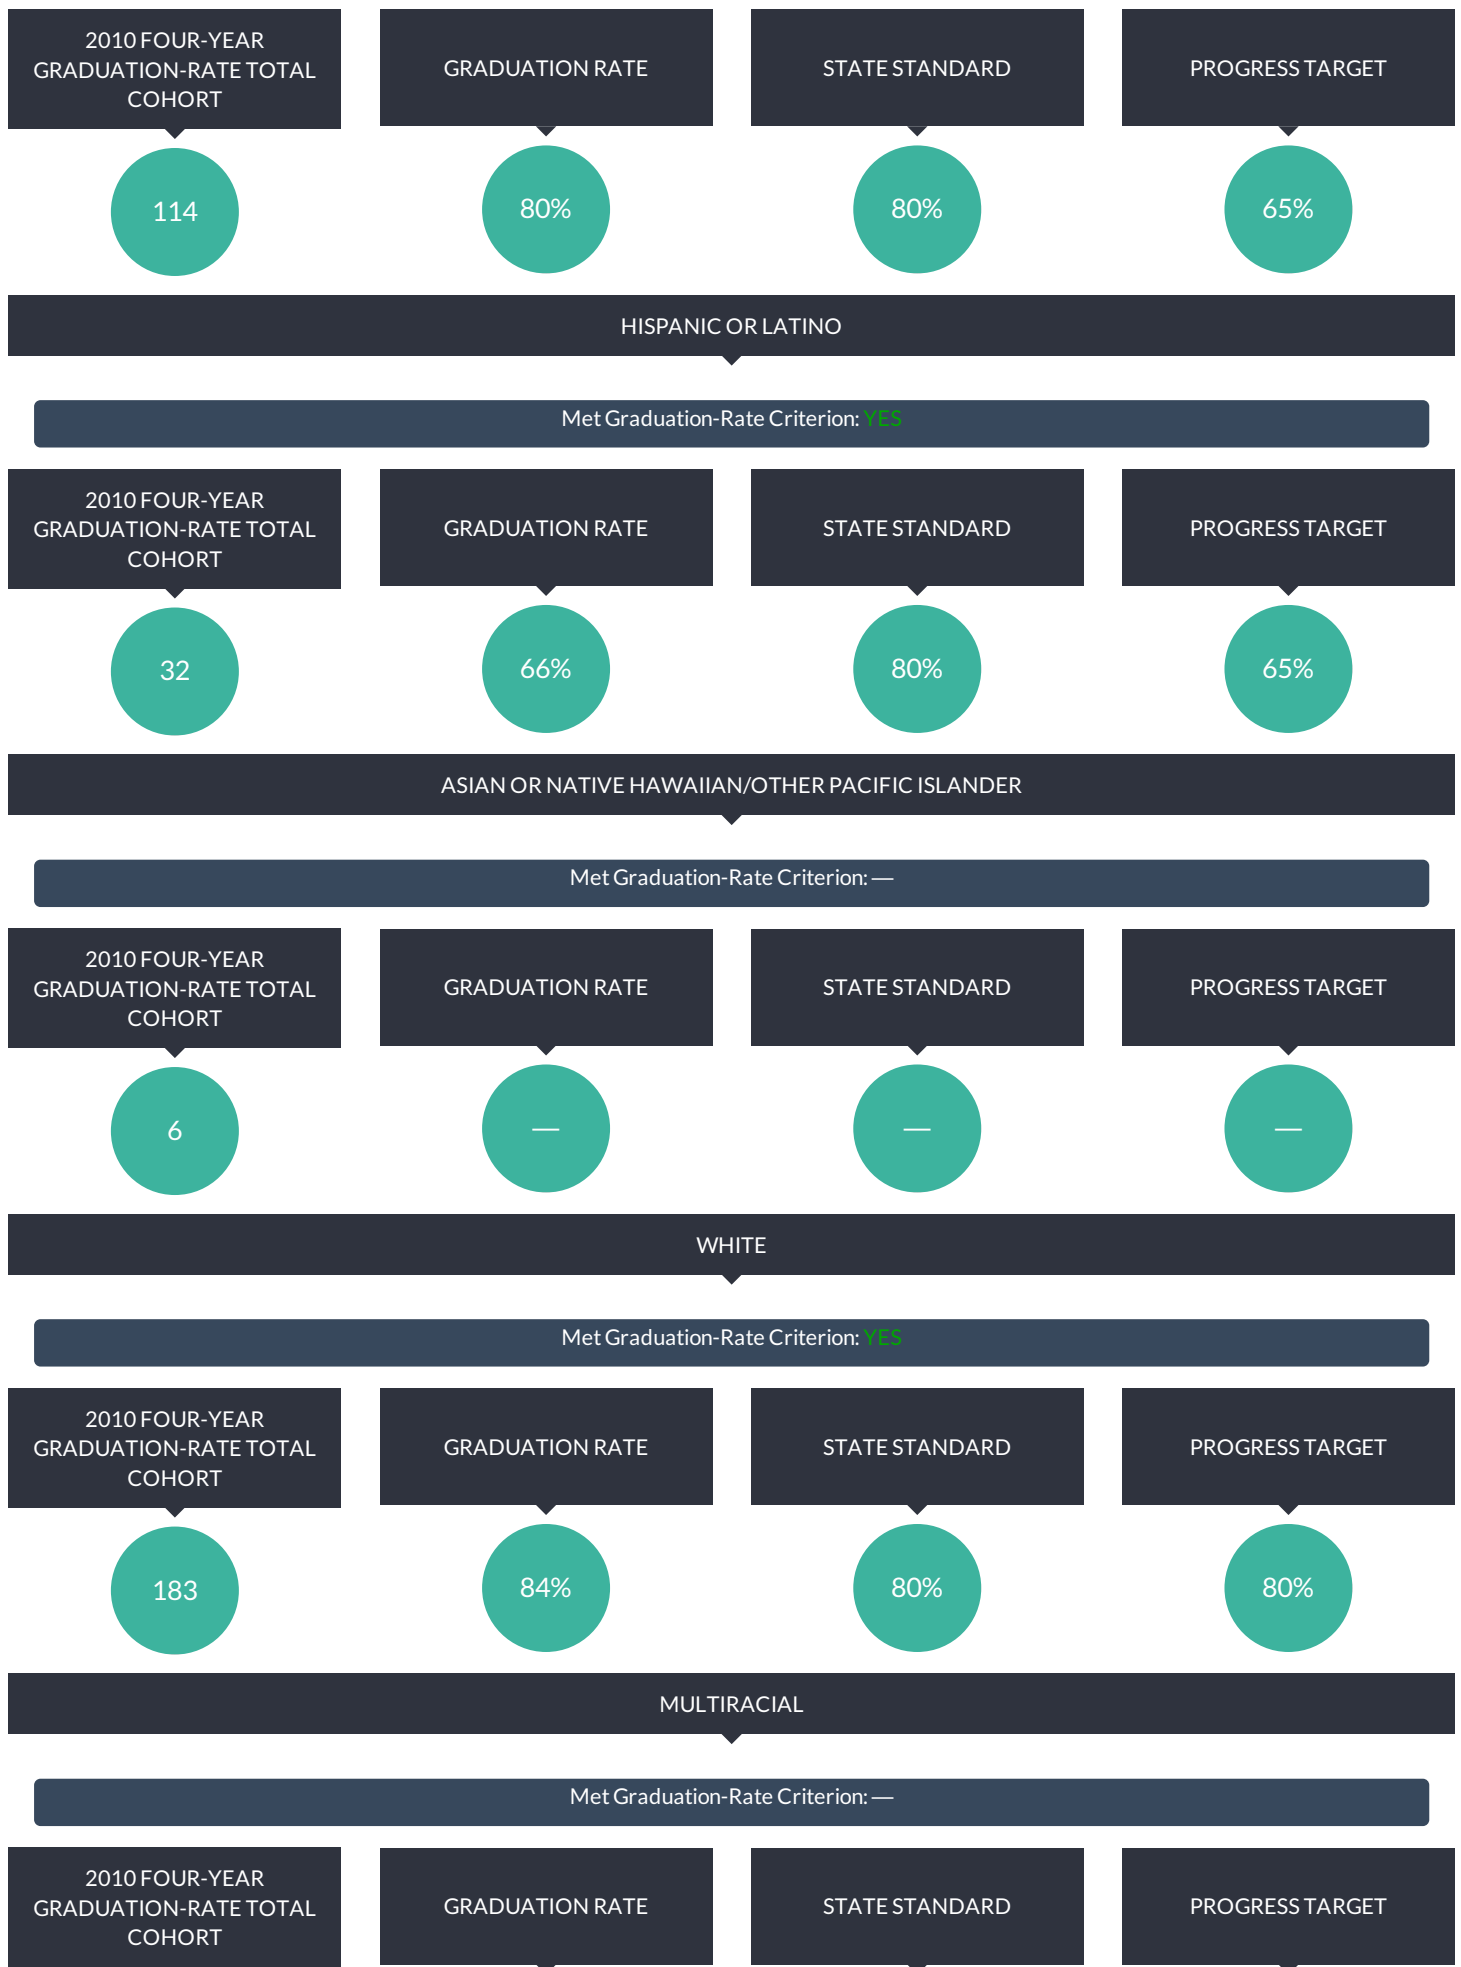 2010 FOUR-YEAR
GRADUATION-RATE TOTAL
COHORT
GRADUATION RATE
STATE STANDARD
PROGRESS TARGET
114
80%
80%
65%
HISPANIC OR LATINO
Met Graduation-Rate Criterion: YES
2010 FOUR-YEAR
GRADUATION-RATE TOTAL
COHORT
GRADUATION RATE
STATE STANDARD
PROGRESS TARGET
32
66%
80%
65%
ASIAN OR NATIVE HAWAIIAN/OTHER PACIFIC ISLANDER
Met Graduation-Rate Criterion: —
2010 FOUR-YEAR
GRADUATION-RATE TOTAL
COHORT
GRADUATION RATE
STATE STANDARD
PROGRESS TARGET
6
—
—
—
WHITE
Met Graduation-Rate Criterion: YES
2010 FOUR-YEAR
GRADUATION-RATE TOTAL
COHORT
GRADUATION RATE
STATE STANDARD
PROGRESS TARGET
183
84%
80%
80%
MULTIRACIAL
Met Graduation-Rate Criterion: —
2010 FOUR-YEAR
GRADUATION-RATE TOTAL
COHORT
GRADUATION RATE
STATE STANDARD
PROGRESS TARGET